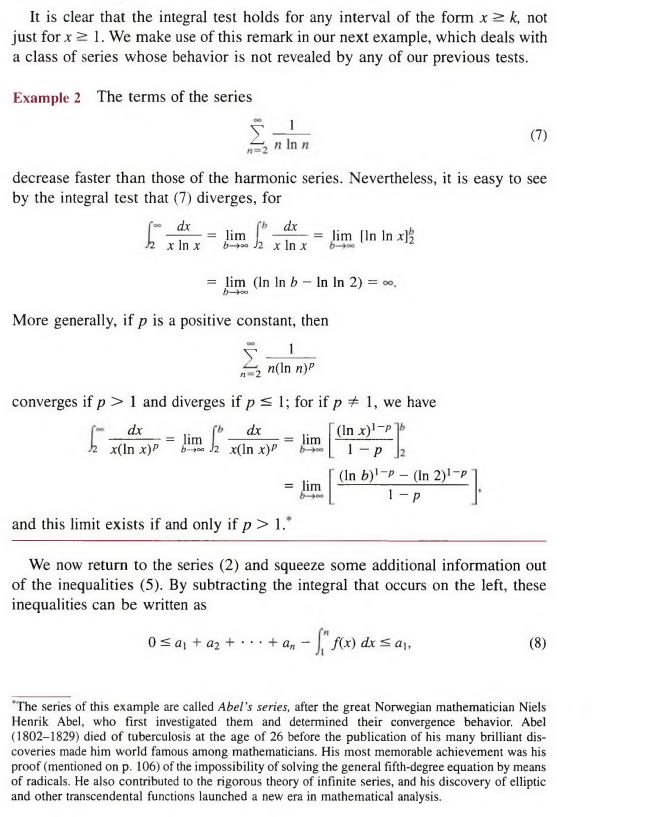 It is clear that the integral test holds for any interval of the form x ≥ k, not
just for x ≥ 1. We make use of this remark in our next example, which deals with
a class of series whose behavior is not revealed by any of our previous tests.
Example 2 The terms of the series
∑_{n=2}^{∞} 1/(n ln n) (7)
decrease faster than those of the harmonic series. Nevertheless, it is easy to see
by the integral test that (7) diverges, for
∫_2^∞ dx/(x ln x) = lim_{b→∞} ∫_2^b dx/(x ln x) = lim_{b→∞} [ln ln x]_2^b
= lim_{b→∞} (ln ln b − ln ln 2) = ∞.
More generally, if p is a positive constant, then
∑_{n=2}^{∞} 1/(n(ln n)^p)
converges if p > 1 and diverges if p ≤ 1; for if p ≠ 1, we have
∫_2^∞ dx/(x(ln x)^p) = lim_{b→∞} ∫_2^b dx/(x(ln x)^p) = lim_{b→∞} [(ln x)^{1−p}/(1 − p)]_2^b
= lim_{b→∞} [((ln b)^{1−p} − (ln 2)^{1−p})/(1 − p)],
and this limit exists if and only if p > 1.*
We now return to the series (2) and squeeze some additional information out
of the inequalities (5). By subtracting the integral that occurs on the left, these
inequalities can be written as
0 ≤ a₁ + a₂ + · · · + aₙ − ∫_1^n f(x) dx ≤ a₁, (8)
*The series of this example are called Abel's series, after the great Norwegian mathematician Niels
Henrik Abel, who first investigated them and determined their convergence behavior. Abel
(1802–1829) died of tuberculosis at the age of 26 before the publication of his many brilliant dis-
coveries made him world famous among mathematicians. His most memorable achievement was his
proof (mentioned on p. 106) of the impossibility of solving the general fifth-degree equation by means
of radicals. He also contributed to the rigorous theory of infinite series, and his discovery of elliptic
and other transcendental functions launched a new era in mathematical analysis.